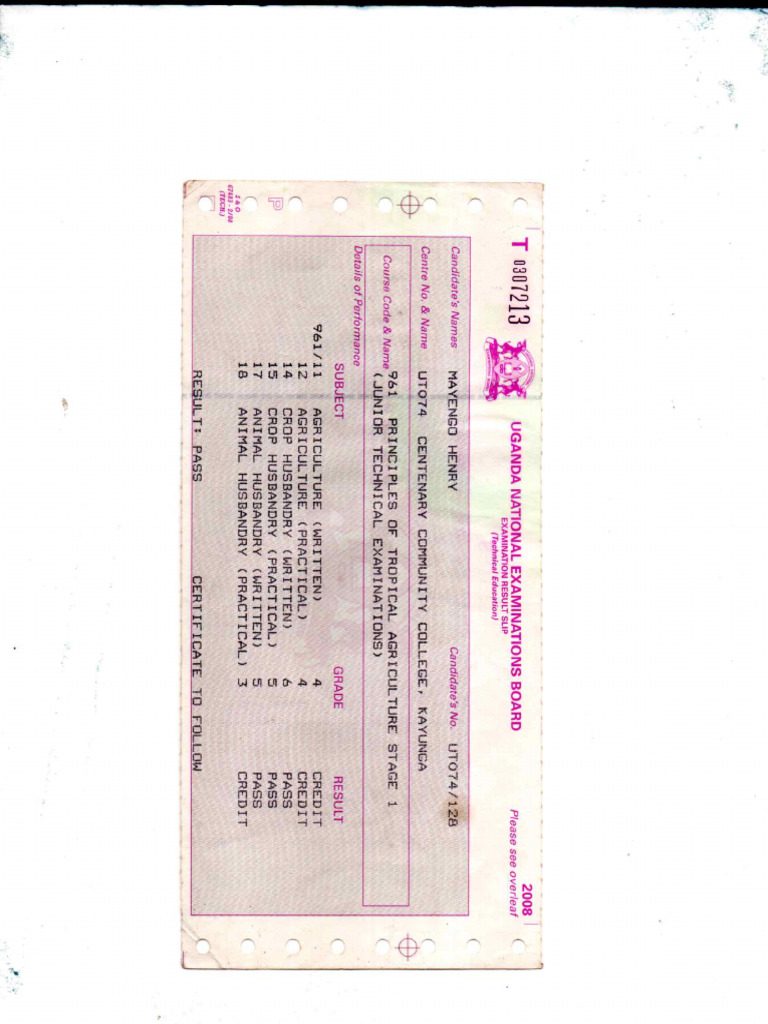 T 0307213
UGANDA NATIONAL EXAMINATIONS BOARD
2008
EXAMINATION RESULT SLIP
Please see overleaf
(Technical Education)
Candidate's Names MAYENGO HENRY Candidate's No. UT074/128
Centre No. & Name UT074 CENTENARY COMMUNITY COLLEGE, KAYUNGA
Course Code & Name 961 PRINCIPLES OF TROPICAL AGRICULTURE STAGE 1
(JUNIOR TECHNICAL EXAMINATIONS)
Details of Performance
SUBJECT GRADE RESULT
961/11 AGRICULTURE (WRITTEN) 4 CREDIT
12 AGRICULTURE (PRACTICAL) 4 CREDIT
14 CROP HUSBANDRY (WRITTEN) 6 PASS
15 CROP HUSBANDRY (PRACTICAL) 5 PASS
17 ANIMAL HUSBANDRY (WRITTEN) 5 PASS
18 ANIMAL HUSBANDRY (PRACTICAL) 3 CREDIT
RESULT: PASS CERTIFICATE TO FOLLOW
P
(TECH.)